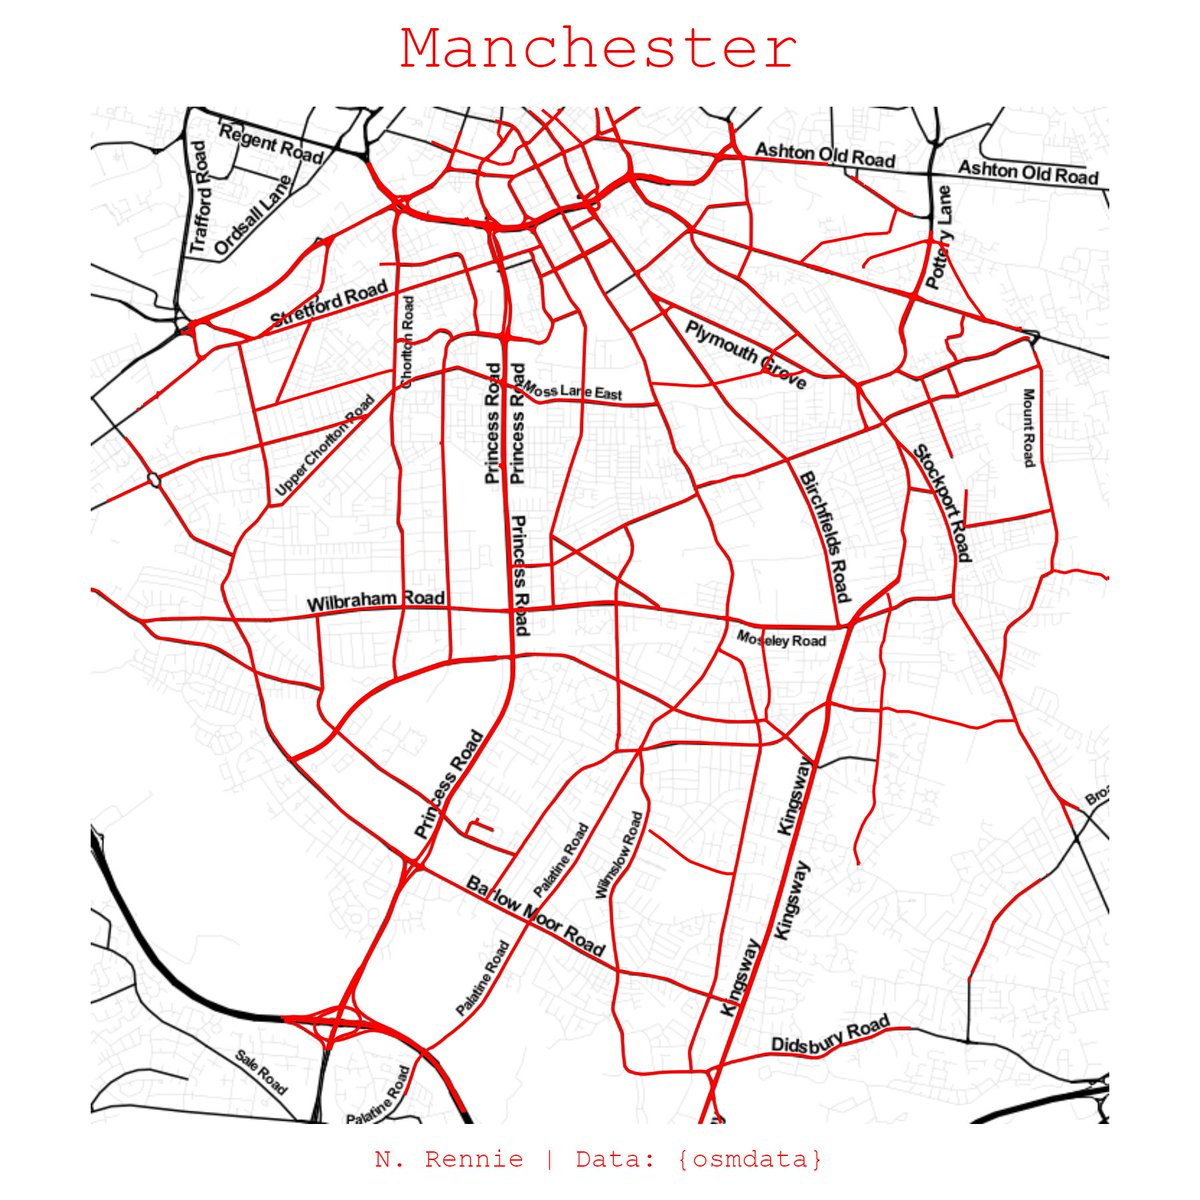 Manchester
Regent Road
Trafford Road
Ordsall Lane
Ashton Old Road
Ashton Old Road
Pottery Lane
Stretford Road
Chorlton Road
Plymouth Grove
Princess Road
Princess Road
Moss Lane East
Upper Chorlton Road
Mount Road
Stockport Road
Birchfields Road
Princess Road
Wilbraham Road
Moseley Road
Princess Road
Kingsway
Palatine Road
Wilmslow Road
Kingsway
Barlow Moor Road
Palatine Road
Kingsway
Didsbury Road
Sale Road
Palatine Road
N. Rennie | Data: {osmdata}